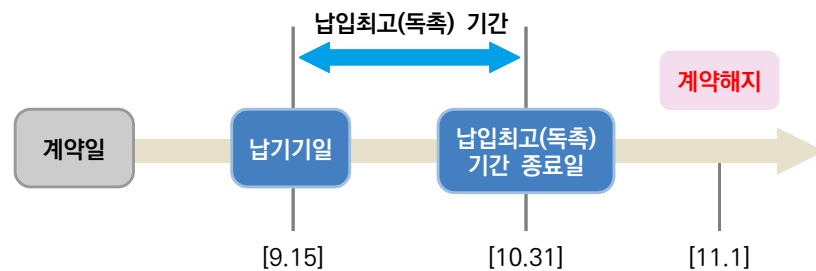 납입최고(독촉) 기간
계약해지
계약일
납기기일
납입최고(독촉)
기간 종료일
[9.15]
[10.31]
[11.1]